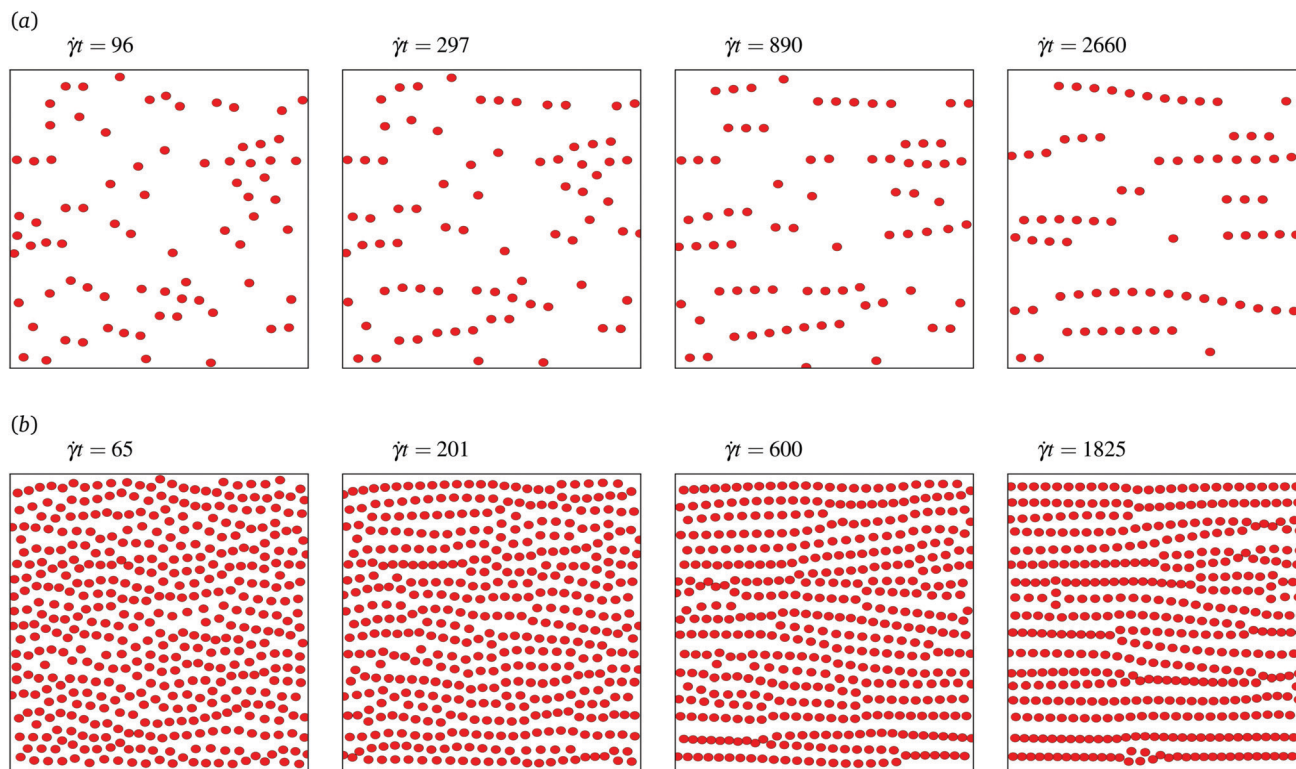 (a)
γ̇t = 96 γ̇t = 297 γ̇t = 890 γ̇t = 2660
(b)
γ̇t = 65 γ̇t = 201 γ̇t = 600 γ̇t = 1825